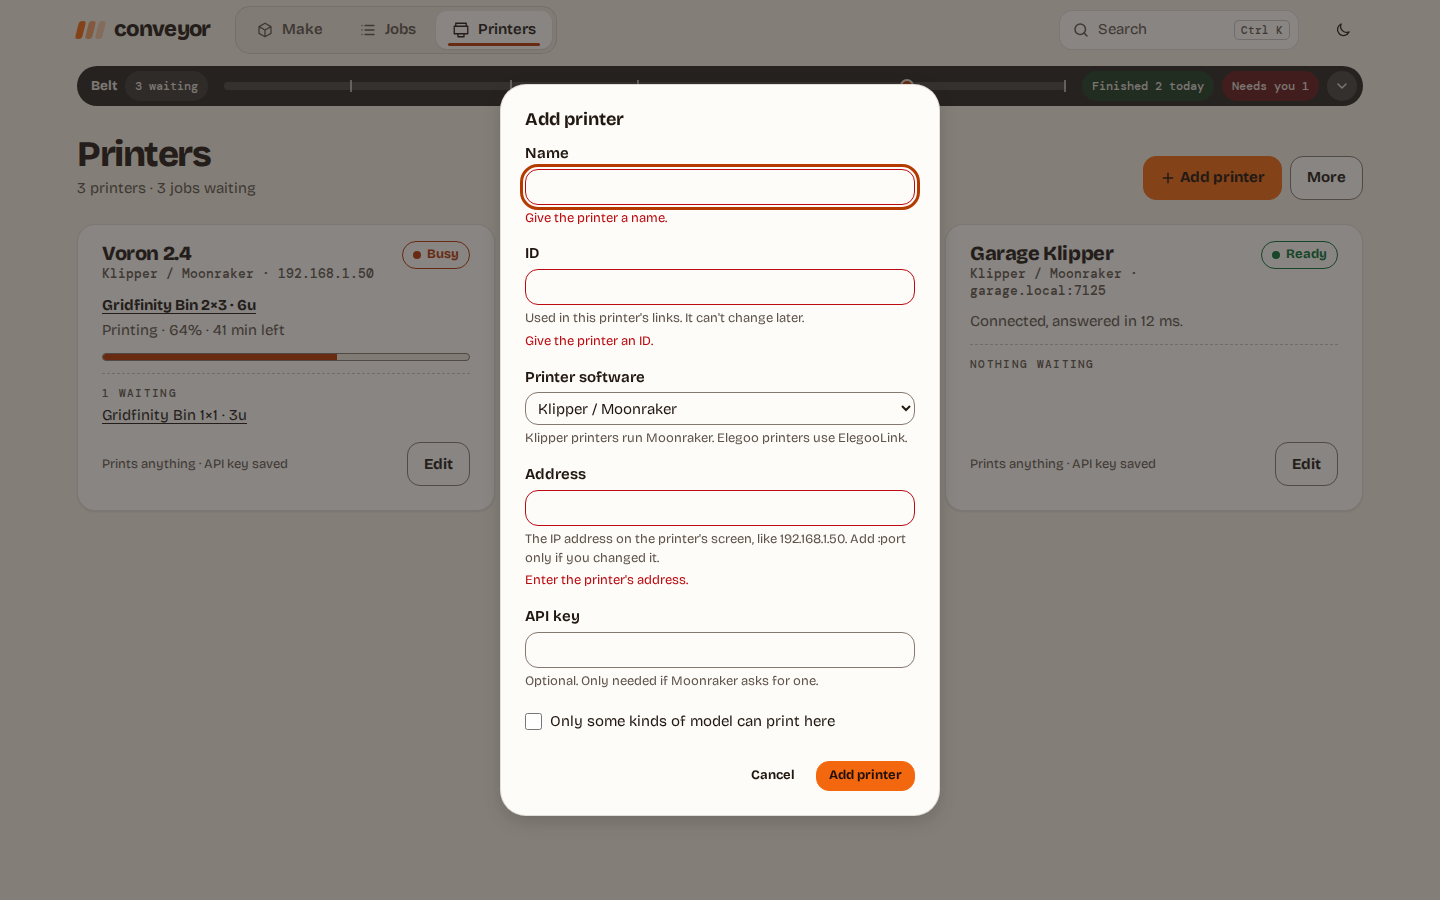 conveyor
Make
Jobs
Printers
Search
Ctrl K
Belt
3 waiting
Finished 2 today
Needs you 1
Printers
3 printers · 3 jobs waiting
+ Add printer
More
Voron 2.4
Busy
Klipper / Moonraker · 192.168.1.50
Gridfinity Bin 2×3 · 6u
Printing · 64% · 41 min left
1 WAITING
Gridfinity Bin 1×1 · 3u
Prints anything · API key saved
Edit
Add printer
Name
Give the printer a name.
ID
Used in this printer's links. It can't change later.
Give the printer an ID.
Printer software
Klipper / Moonraker
Klipper printers run Moonraker. Elegoo printers use ElegooLink.
Address
The IP address on the printer's screen, like 192.168.1.50. Add :port
only if you changed it.
Enter the printer's address.
API key
Optional. Only needed if Moonraker asks for one.
Only some kinds of model can print here
Cancel
Add printer
Garage Klipper
Ready
Klipper / Moonraker ·
garage.local:7125
Connected, answered in 12 ms.
NOTHING WAITING
Prints anything · API key saved
Edit